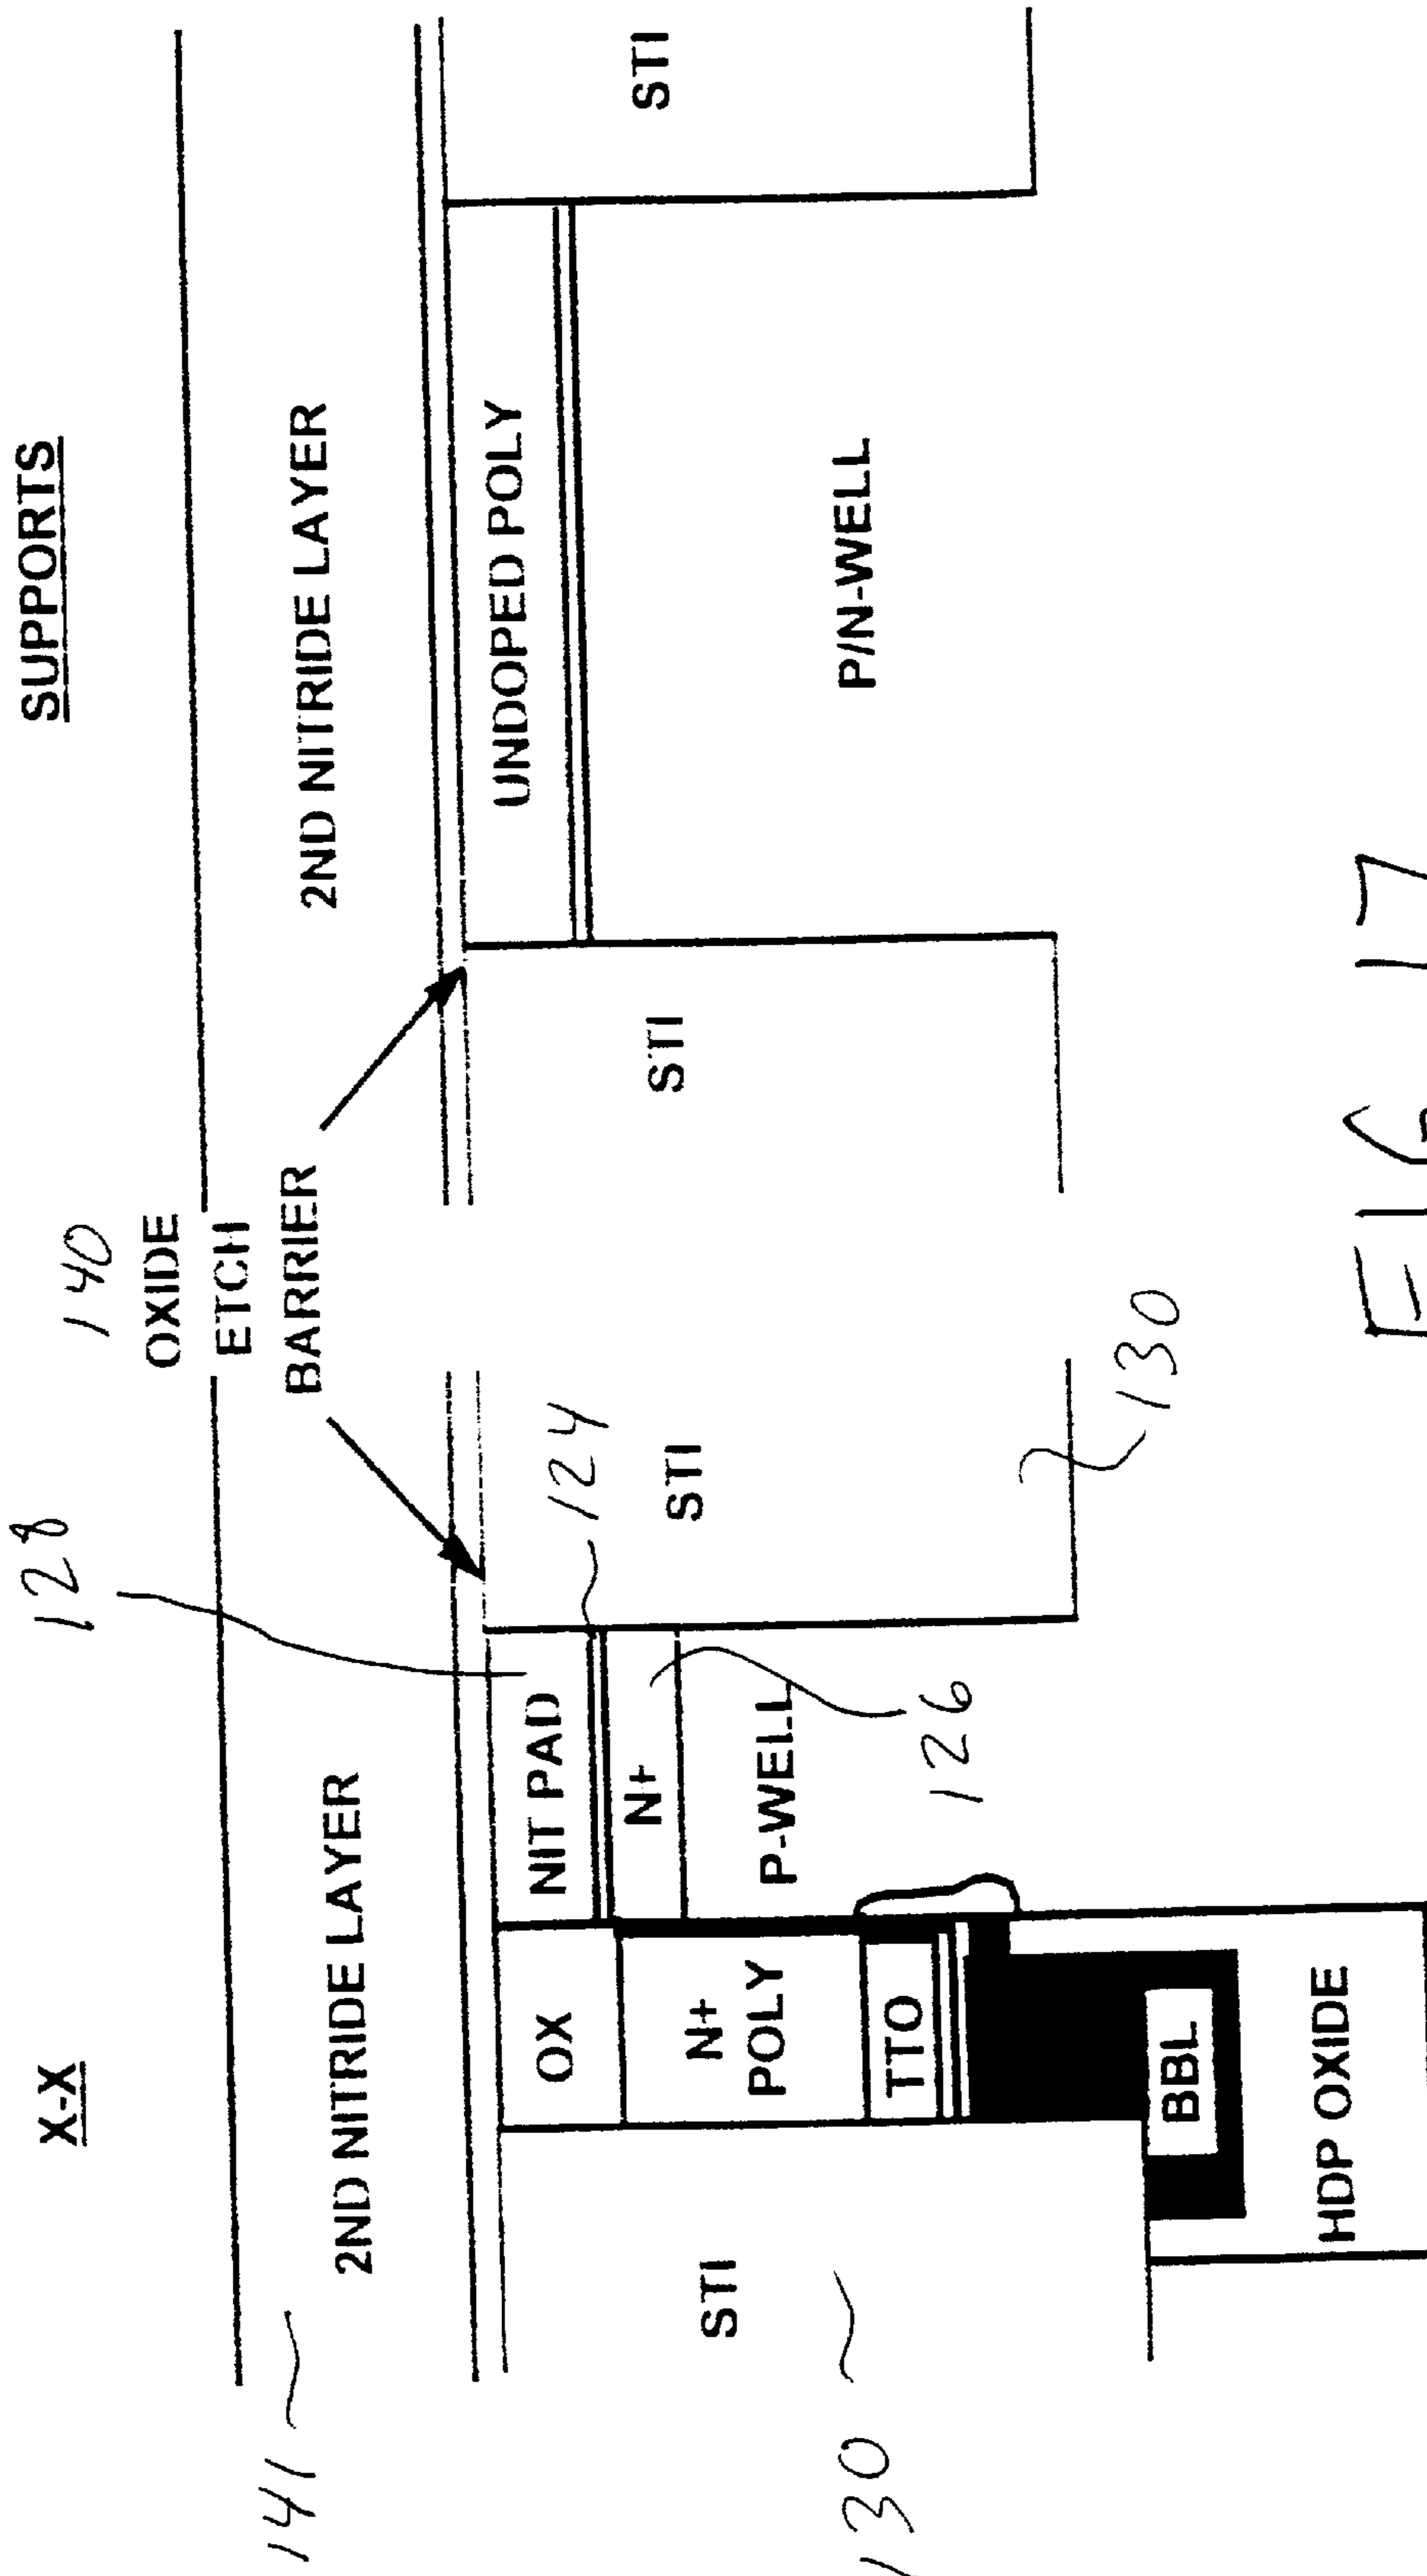 X-X
SUPPORTS
128
140
OXIDE
ETCH
BARRIER
141
2ND NITRIDE LAYER
2ND NITRIDE LAYER
OX
NIT PAD
124
UNDOPED POLY
N+
STI
N+
POLY
STI
STI
STI
P-WELL
P/N-WELL
130
TTO
126
130
BBL
HDP OXIDE
FIG 17